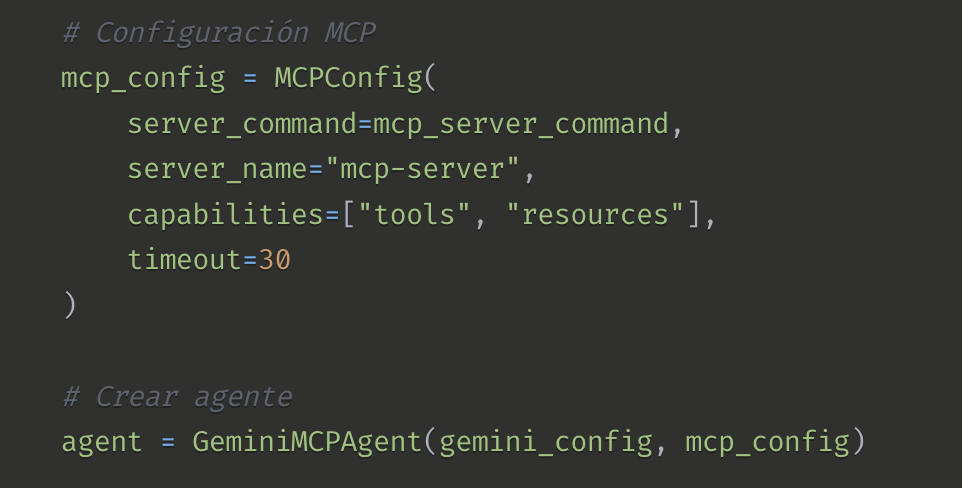 # Configuración MCP
mcp_config = MCPConfig(
    server_command=mcp_server_command,
    server_name="mcp-server",
    capabilities=["tools", "resources"],
    timeout=30
)

# Crear agente
agent = GeminiMCPAgent(gemini_config, mcp_config)